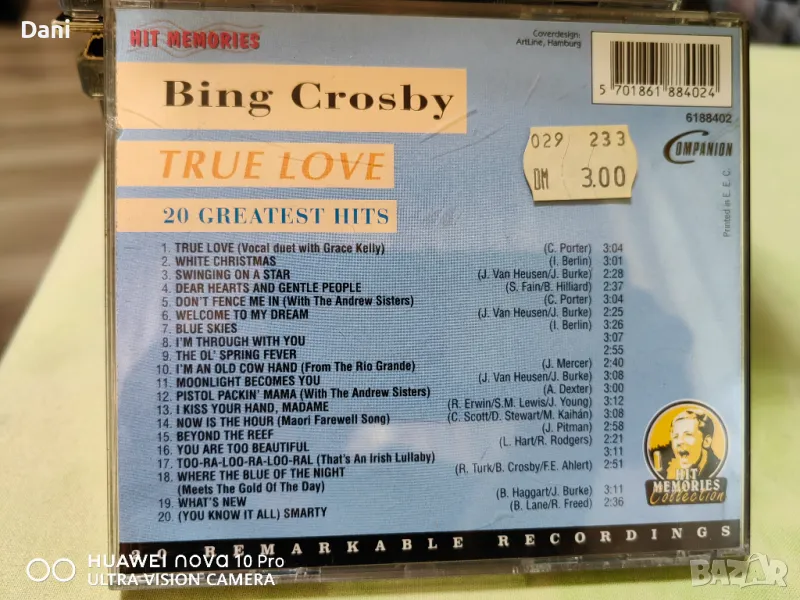 Dani
HIT MEMORIES
Coverdesign:
ArtLine, Hamburg
5 701861 884024
6188402
COMPANION
Printed in E.E.C.
Bing Crosby
TRUE LOVE
20 GREATEST HITS
029 233
DM 3.00
1. TRUE LOVE (Vocal duet with Grace Kelly) (C. Porter) 3:04
2. WHITE CHRISTMAS (I. Berlin) 3:01
3. SWINGING ON A STAR (J. Van Heusen/J. Burke) 2:28
4. DEAR HEARTS AND GENTLE PEOPLE (S. Fain/B. Hilliard) 2:37
5. DON'T FENCE ME IN (With The Andrew Sisters) (C. Porter) 3:04
6. WELCOME TO MY DREAM (J. Van Heusen/J. Burke) 2:25
7. BLUE SKIES (I. Berlin) 3:26
8. I'M THROUGH WITH YOU 3:07
9. THE OL' SPRING FEVER 2:55
10. I'M AN OLD COW HAND (From The Rio Grande) (J. Mercer) 2:40
11. MOONLIGHT BECOMES YOU (J. Van Heusen/J. Burke) 3:08
12. PISTOL PACKIN' MAMA (With The Andrew Sisters) (A. Dexter) 3:00
13. I KISS YOUR HAND, MADAME (R. Erwin/S.M. Lewis/J. Young) 3:12
14. NOW IS THE HOUR (Maori Farewell Song) (C. Scott/D. Stewart/M. Kaihán) 3:08
15. BEYOND THE REEF (J. Pitman) 2:58
16. YOU ARE TOO BEAUTIFUL (L. Hart/R. Rodgers) 2:21
17. TOO-RA-LOO-RA-LOO-RAL (That's An Irish Lullaby) 3:11
18. WHERE THE BLUE OF THE NIGHT (R. Turk/B. Crosby/F.E. Ahlert) 2:51
(Meets The Gold Of The Day)
19. WHAT'S NEW (B. Haggart/J. Burke) 3:11
20. (YOU KNOW IT ALL) SMARTY (B. Lane/R. Freed) 2:36
HIT
MEMORIES
Collection
20 REMARKABLE RECORDINGS
HUAWEI nova 10 Pro
ULTRA VISION CAMERA
BAZAR